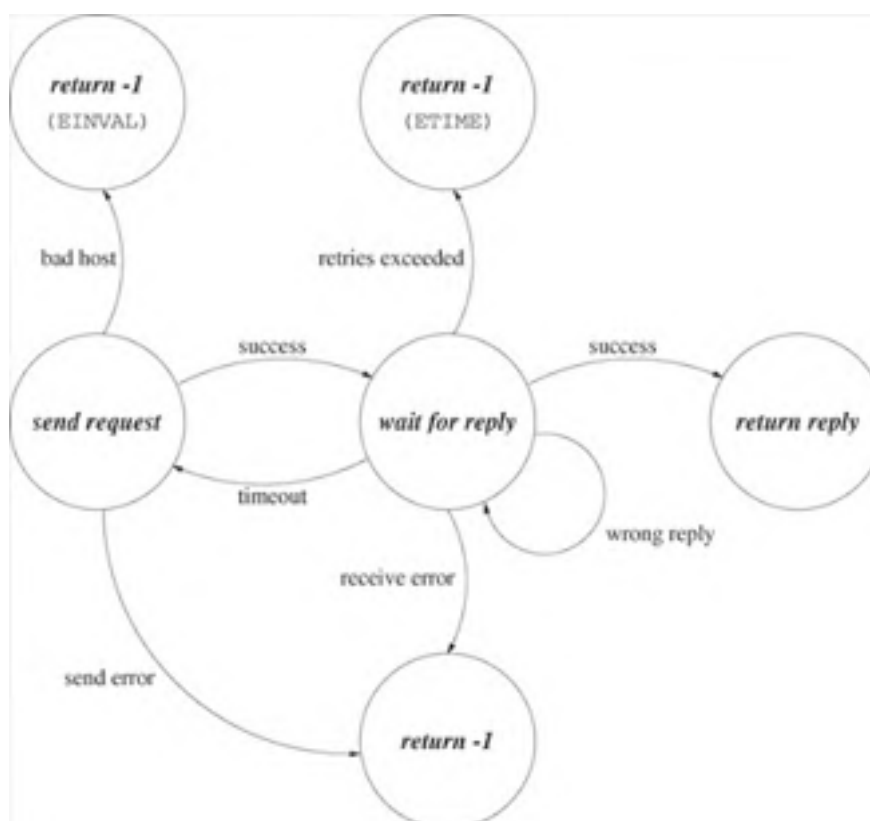 return -1
(EINVAL)
return -1
(ETIME)
bad host
retries exceeded
success
success
send request
wait for reply
return reply
timeout
wrong reply
receive error
send error
return -1